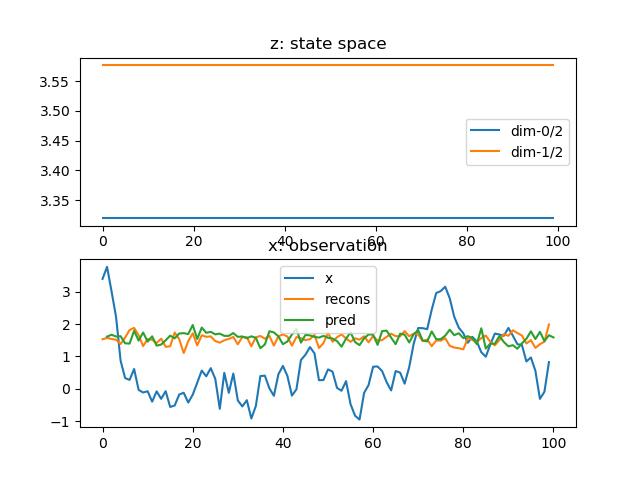 z: state space
3.55
3.50
3.45
3.40
3.35
dim-0/2
dim-1/2
0 20 40 60 80 100
x: observation
3
2
1
0
−1
x
recons
pred
0 20 40 60 80 100